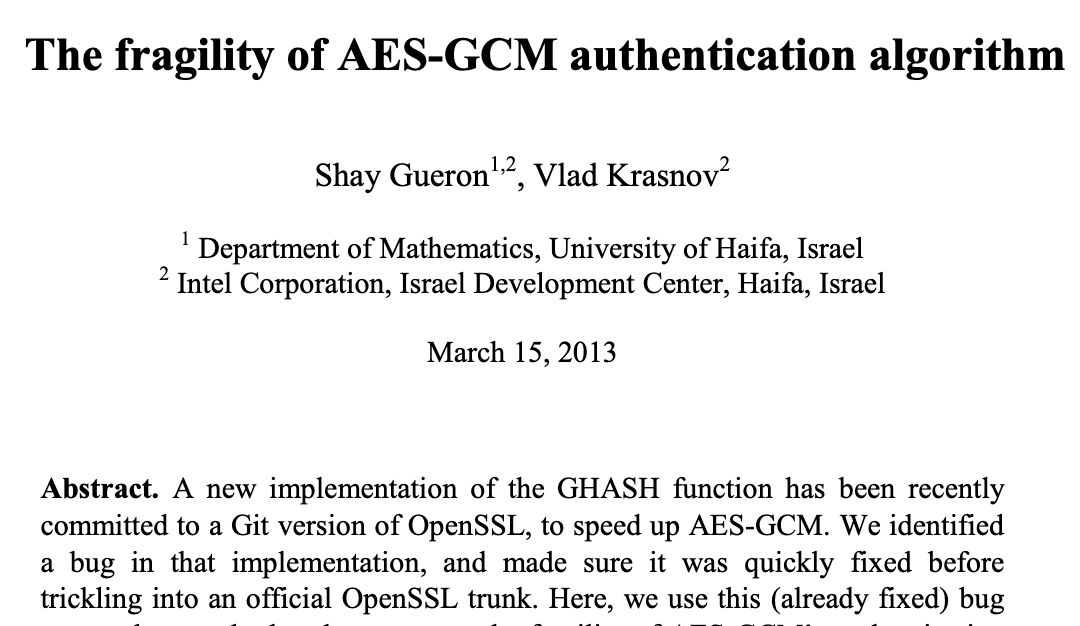 The fragility of AES-GCM authentication algorithm
Shay Gueron1,2, Vlad Krasnov2
1 Department of Mathematics, University of Haifa, Israel
2 Intel Corporation, Israel Development Center, Haifa, Israel
March 15, 2013
Abstract. A new implementation of the GHASH function has been recently
committed to a Git version of OpenSSL, to speed up AES-GCM. We identified
a bug in that implementation, and made sure it was quickly fixed before
trickling into an official OpenSSL trunk. Here, we use this (already fixed) bug